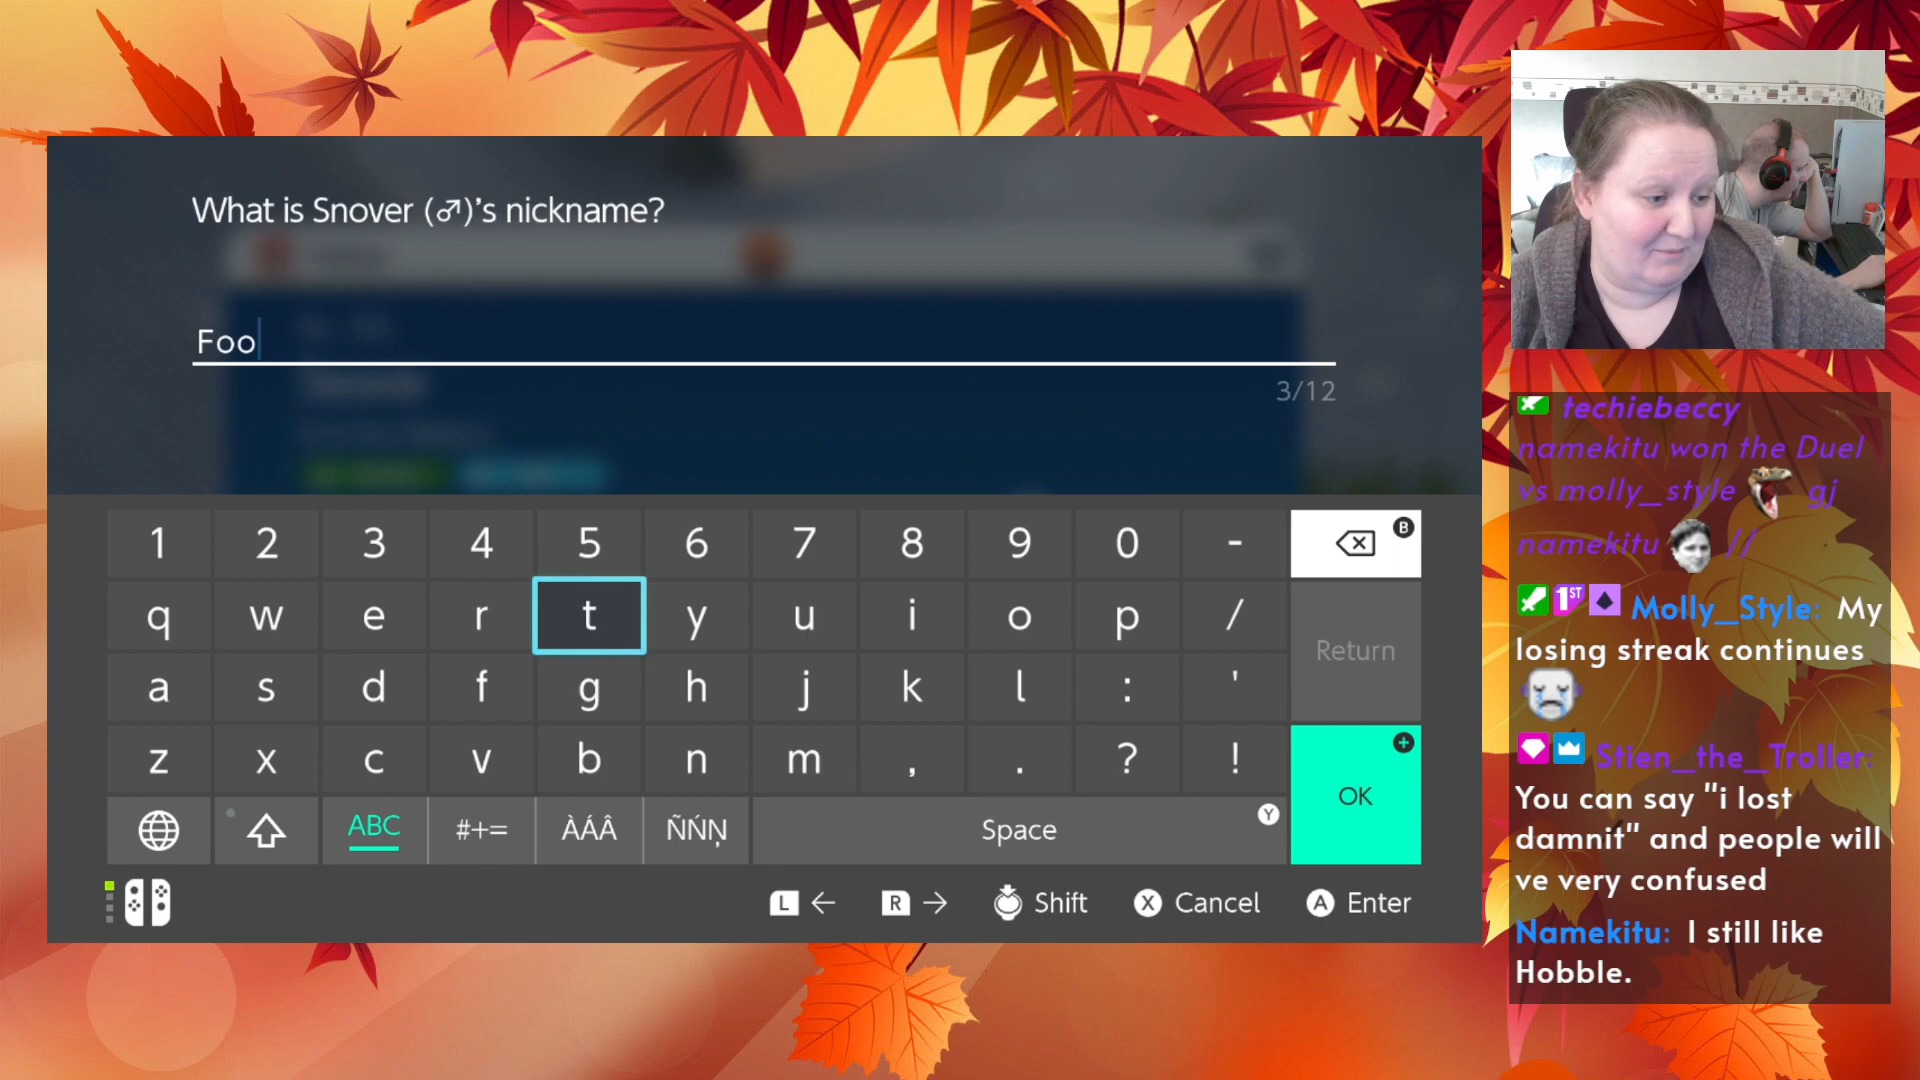 What is Snover (♂)'s nickname?
Foo
3/12
1 2 3 4 5 6 7 8 9 0 - B
q w e r t y u i o p /
Return
a s d f g h j k l : '
z x c v b n m , . ? ! +
OK
ABC #+= ÀÁÂ ÑŃṆ Space Y
L ← R → Shift X Cancel A Enter
techiebeccy
namekitu won the Duel
vs molly_style gj
namekitu //
1ST Molly_Style: My
losing streak continues
Stien_the_Troller:
You can say "i lost
damnit" and people will
ve very confused
Namekitu: I still like
Hobble.